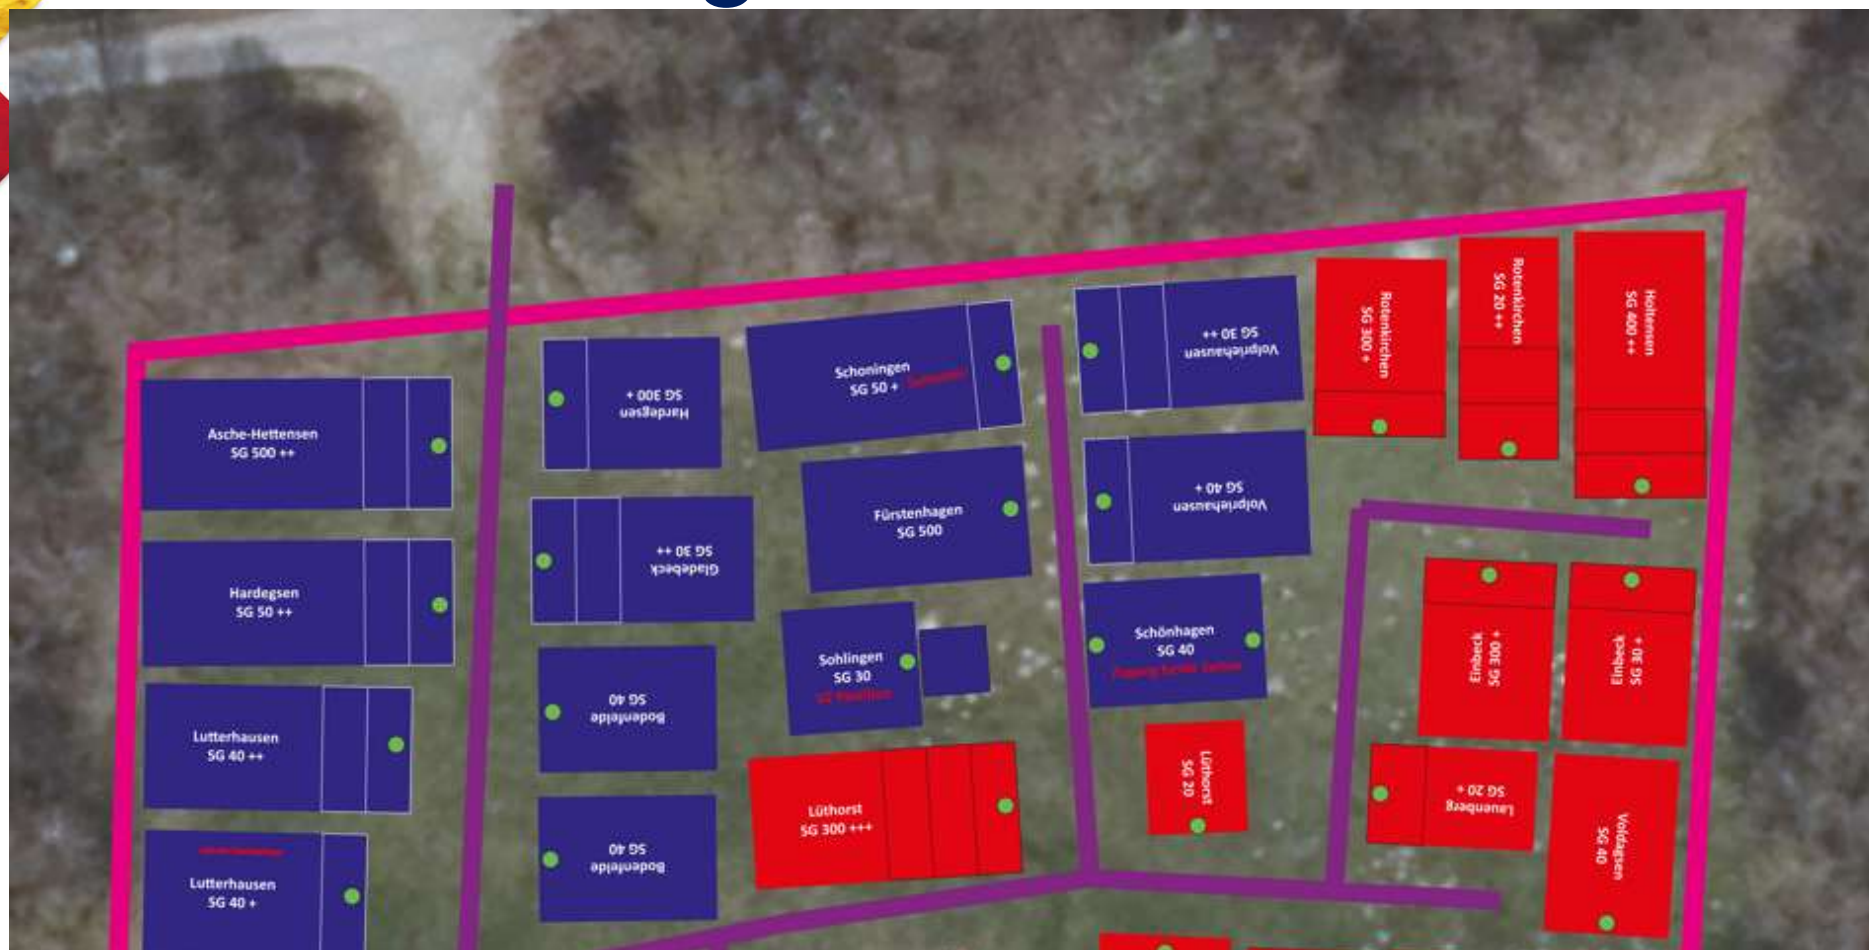 Asche-Hettensen
SG 500 ++
Hardegsen
SG 50 ++
Lutterhausen
SG 40 ++
Lutterhausen
SG 40 +
Hardegsen
SG 300 +
Gladebeck
SG 30 ++
Bodenfelde
SG 40
Bodenfelde
SG 40
Schoningen
SG 50 +
Fürstenhagen
SG 500
Sohlingen
SG 30
Lüthorst
SG 300 +++
Volpriehausen
SG 30 ++
Volpriehausen
SG 40 +
Schönhagen
SG 40
Lüthorst
SG 20
Rotenkirchen
SG 300 +
Rotenkirchen
SG 20 ++
Holtensen
SG 400 ++
Einbeck
SG 300 +
Einbeck
SG 30 +
Lauenberg
SG 20 +
Voldagsen
SG 40